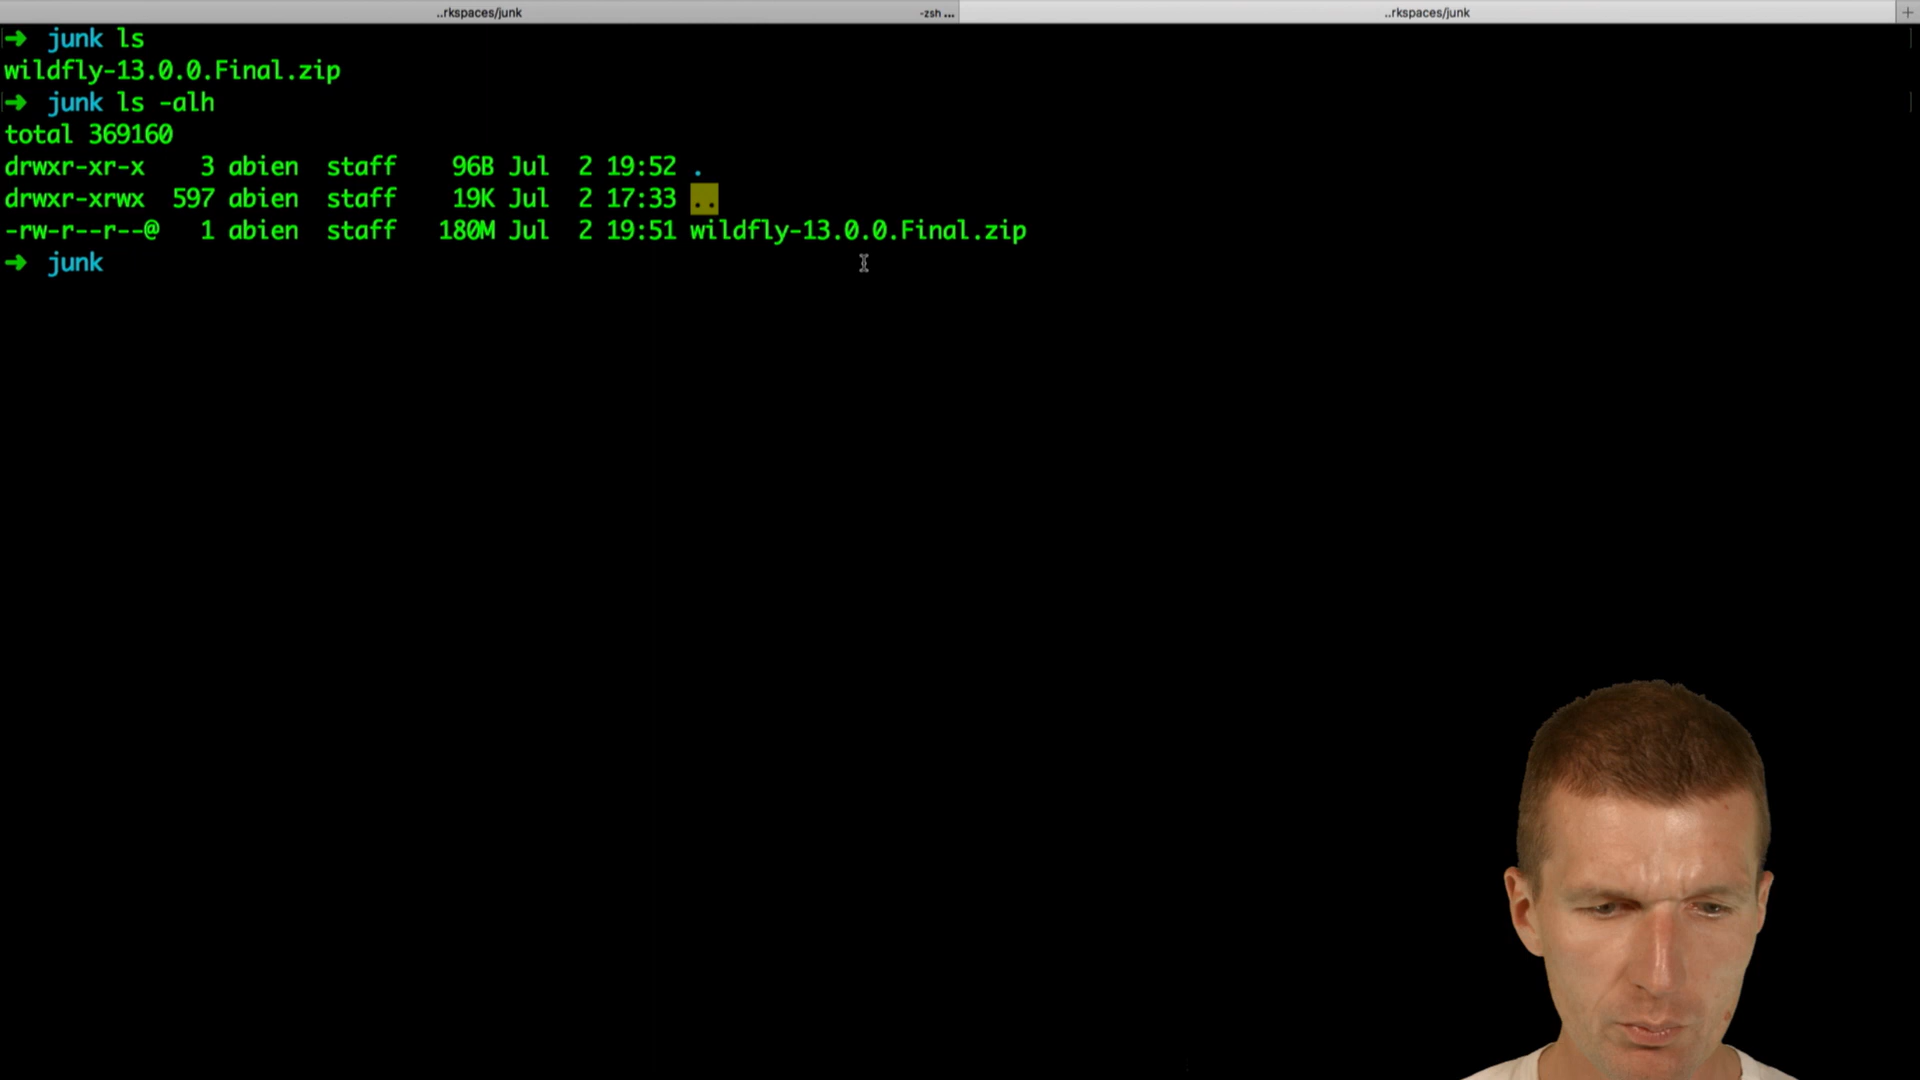 ..rkspaces/junk -zsh ... ..rkspaces/junk +
➜ junk ls
wildfly-13.0.0.Final.zip
➜ junk ls -alh
total 369160
drwxr-xr-x 3 abien staff 96B Jul 2 19:52 .
drwxr-xrwx 597 abien staff 19K Jul 2 17:33 ..
-rw-r--r--@ 1 abien staff 180M Jul 2 19:51 wildfly-13.0.0.Final.zip
➜ junk